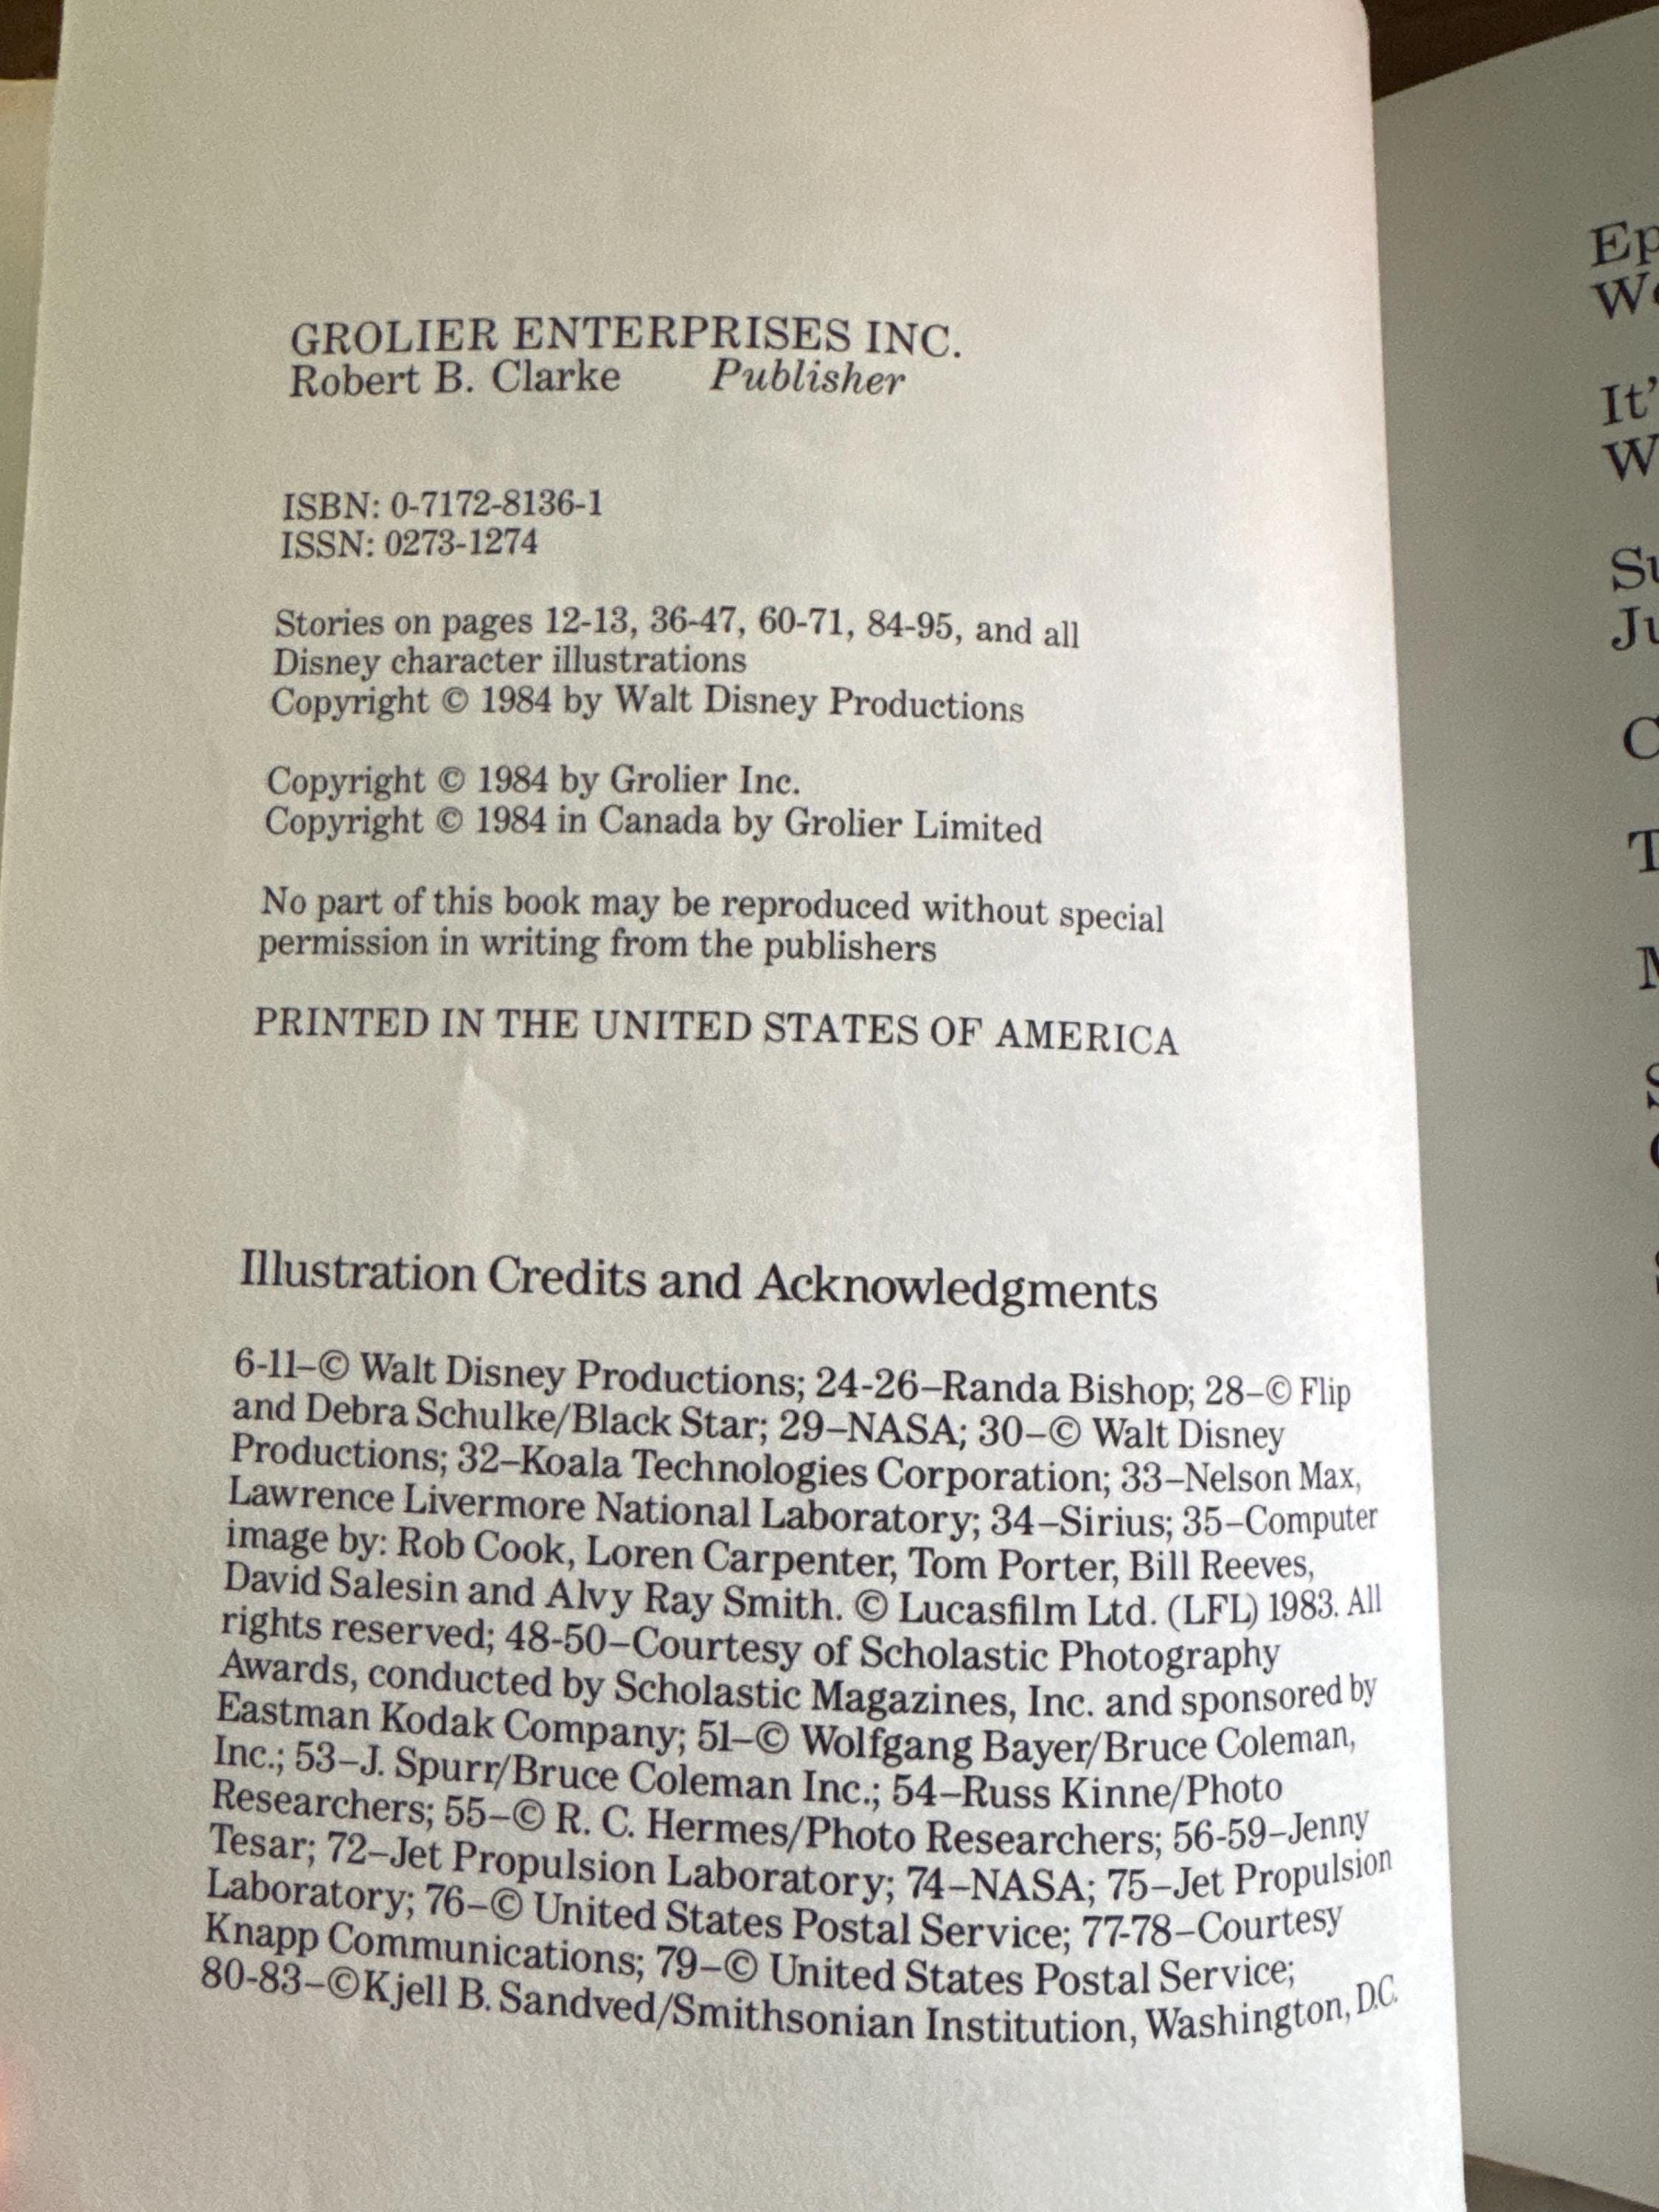 GROLIER ENTERPRISES INC.
Robert B. Clarke Publisher
ISBN: 0-7172-8136-1
ISSN: 0273-1274
Stories on pages 12-13, 36-47, 60-71, 84-95, and all
Disney character illustrations
Copyright © 1984 by Walt Disney Productions
Copyright © 1984 by Grolier Inc.
Copyright © 1984 in Canada by Grolier Limited
No part of this book may be reproduced without special
permission in writing from the publishers
PRINTED IN THE UNITED STATES OF AMERICA
Illustration Credits and Acknowledgments
6-11–© Walt Disney Productions; 24-26–Randa Bishop; 28–© Flip
and Debra Schulke/Black Star; 29–NASA; 30–© Walt Disney
Productions; 32–Koala Technologies Corporation; 33–Nelson Max,
Lawrence Livermore National Laboratory; 34–Sirius; 35–Computer
image by: Rob Cook, Loren Carpenter, Tom Porter, Bill Reeves,
David Salesin and Alvy Ray Smith. © Lucasfilm Ltd. (LFL) 1983. All
rights reserved; 48-50–Courtesy of Scholastic Photography
Awards, conducted by Scholastic Magazines, Inc. and sponsored by
Eastman Kodak Company; 51–© Wolfgang Bayer/Bruce Coleman,
Inc.; 53–J. Spurr/Bruce Coleman Inc.; 54–Russ Kinne/Photo
Researchers; 55–© R. C. Hermes/Photo Researchers; 56-59–Jenny
Tesar; 72–Jet Propulsion Laboratory; 74–NASA; 75–Jet Propulsion
Laboratory; 76–© United States Postal Service; 77-78–Courtesy
Knapp Communications; 79–© United States Postal Service;
80-83–©Kjell B. Sandved/Smithsonian Institution, Washington, D.C.